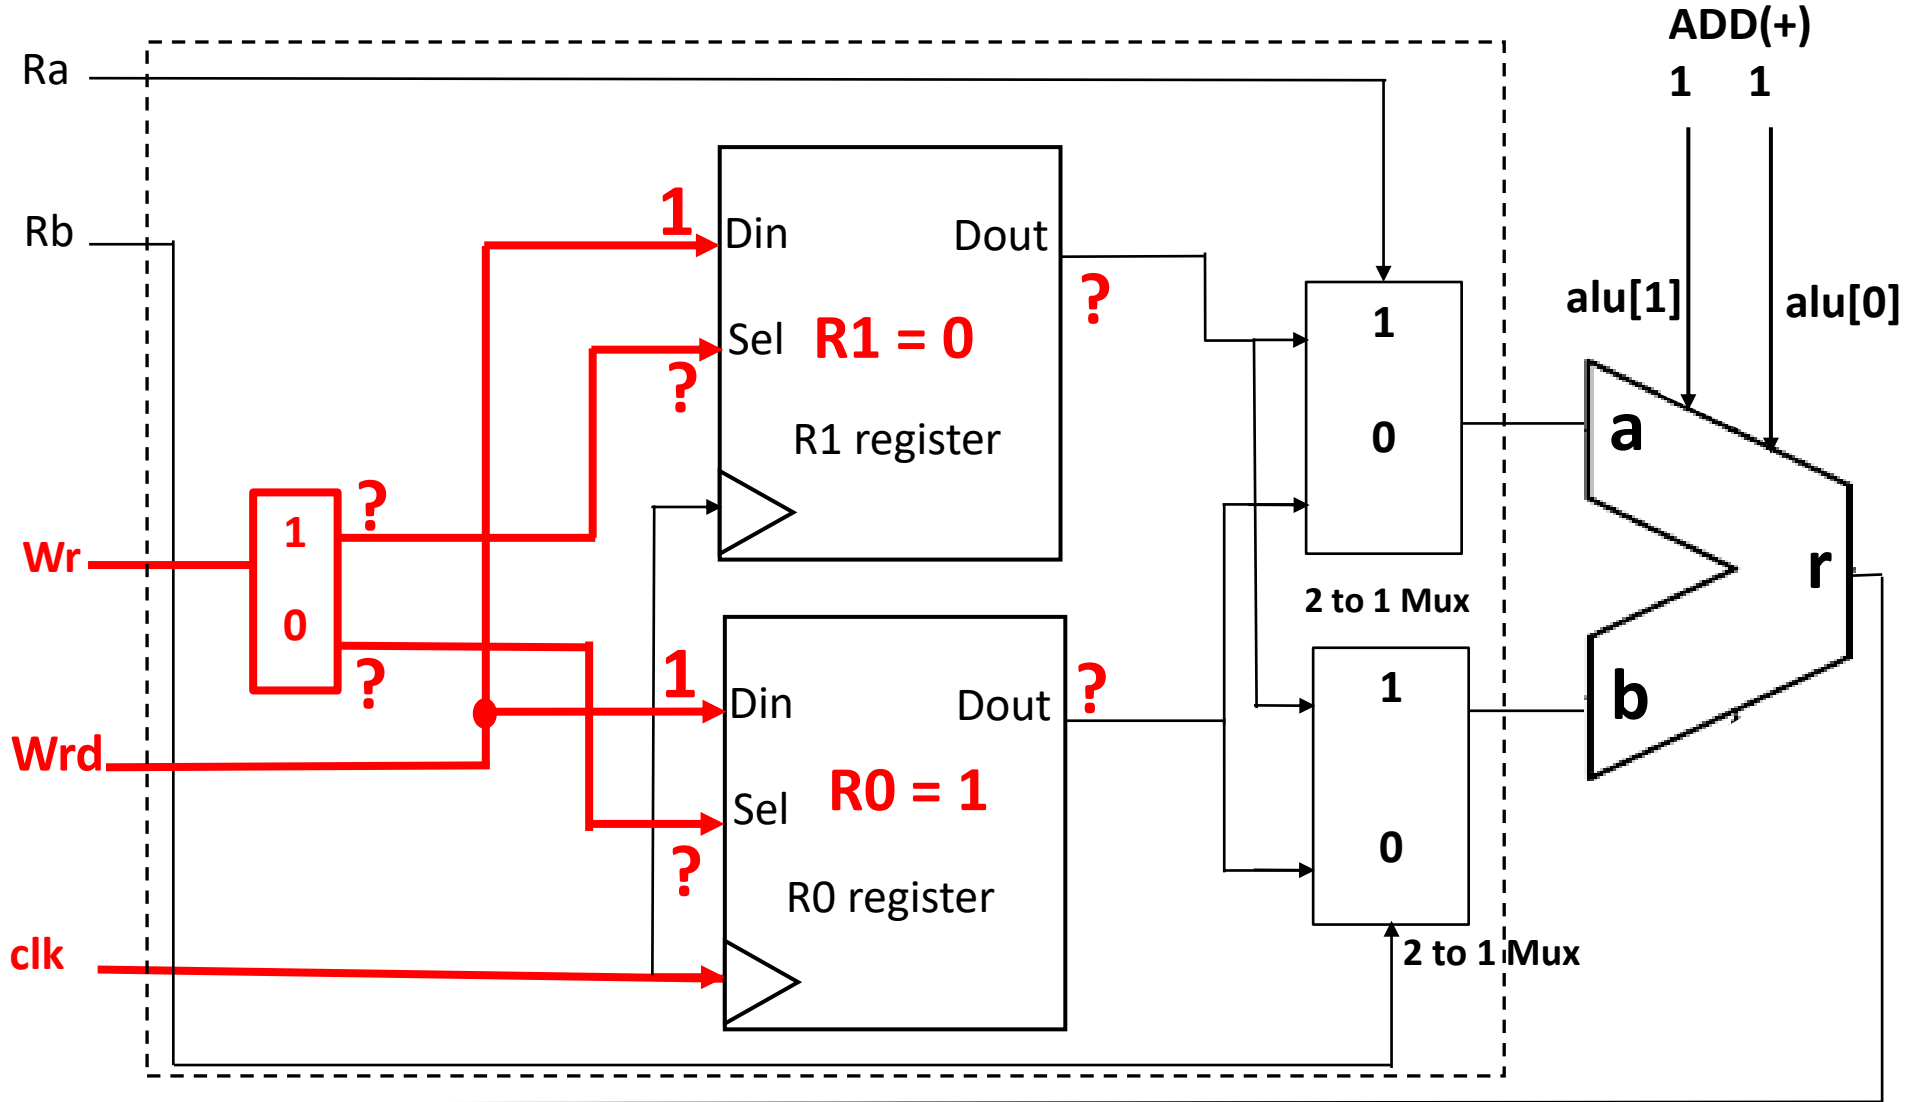 ADD(+)
Ra
1 1
Rb
1
Din
Dout
?
alu[1]
alu[0]
1
Sel
R1 = 0
?
a
0
R1 register
?
1
Wr
r
0
2 to 1 Mux
?
1
Din
?
Dout
1
b
Wrd
R0 = 1
Sel
0
?
R0 register
clk
2 to 1 Mux